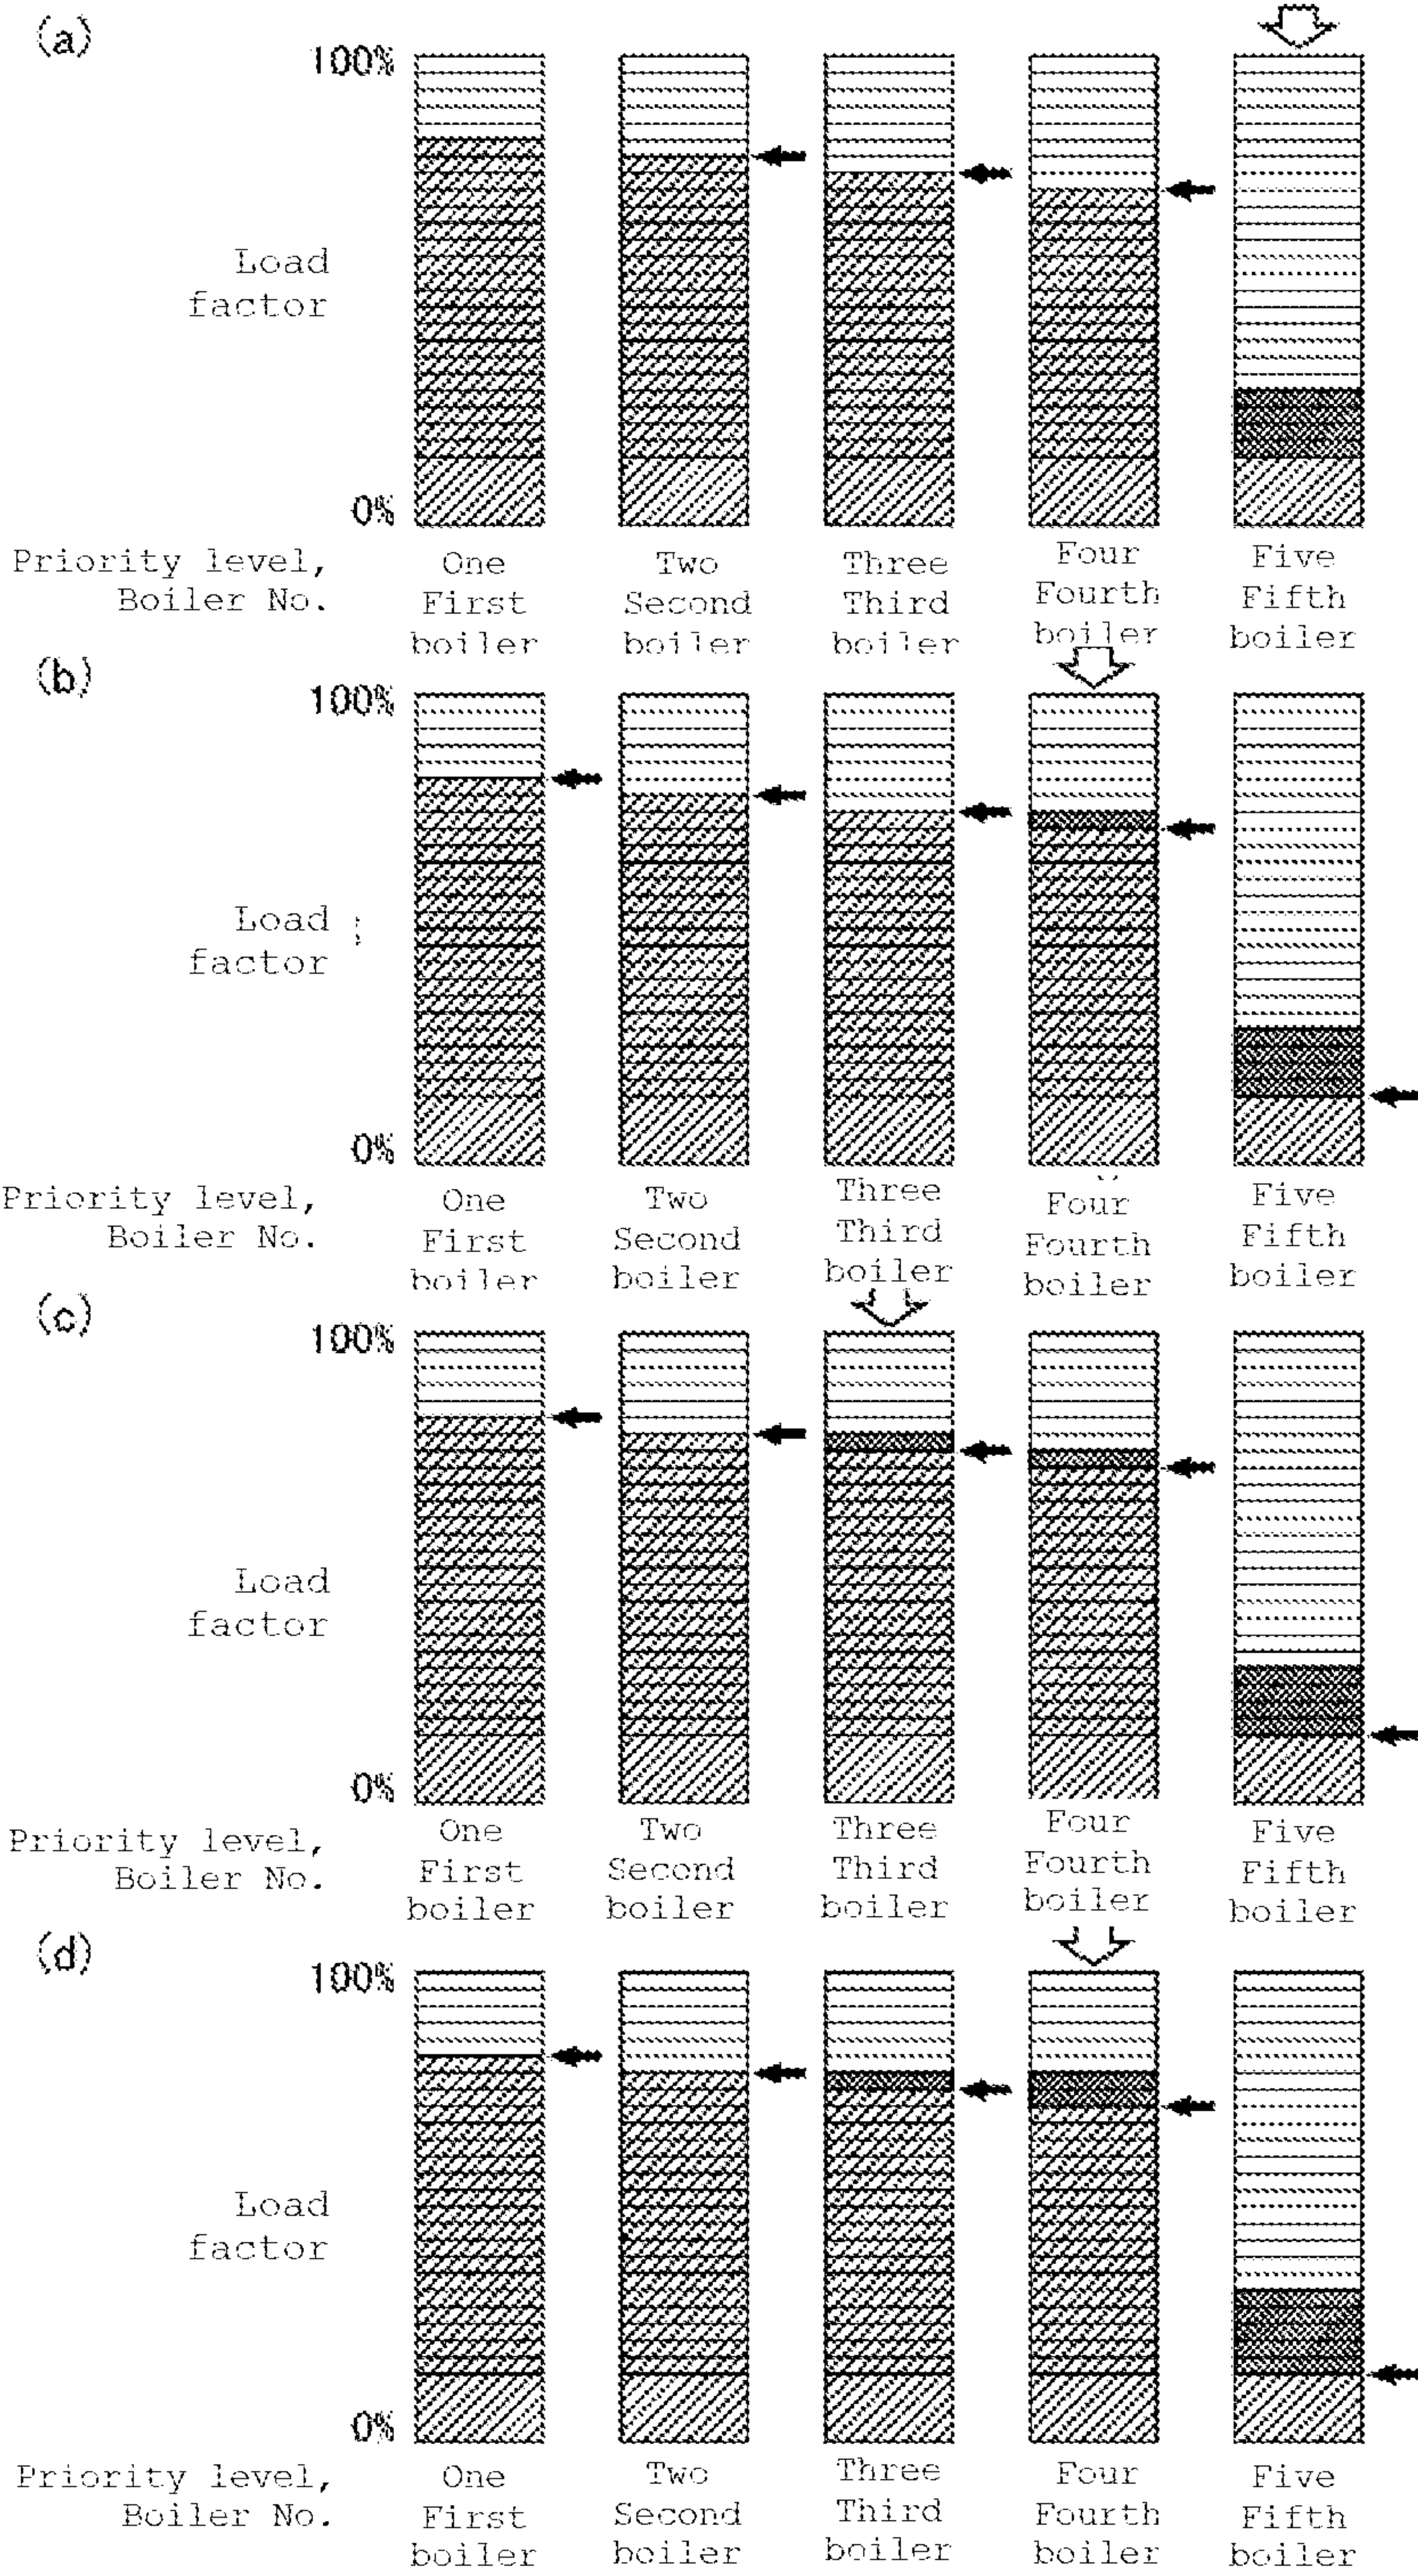 (a)
100%
Load
factor
0%
Priority level,
Boiler No.
One
First
boiler
Two
Second
boiler
Three
Third
boiler
Four
Fourth
boiler
Five
Fifth
boiler
(b)
100%
Load
factor
0%
Priority level,
Boiler No.
One
First
boiler
Two
Second
boiler
Three
Third
boiler
Four
Fourth
boiler
Five
Fifth
boiler
(c)
100%
Load
factor
0%
Priority level,
Boiler No.
One
First
boiler
Two
Second
boiler
Three
Third
boiler
Four
Fourth
boiler
Five
Fifth
boiler
(d)
100%
Load
factor
0%
Priority level,
Boiler No.
One
First
boiler
Two
Second
boiler
Three
Third
boiler
Four
Fourth
boiler
Five
Fifth
boiler